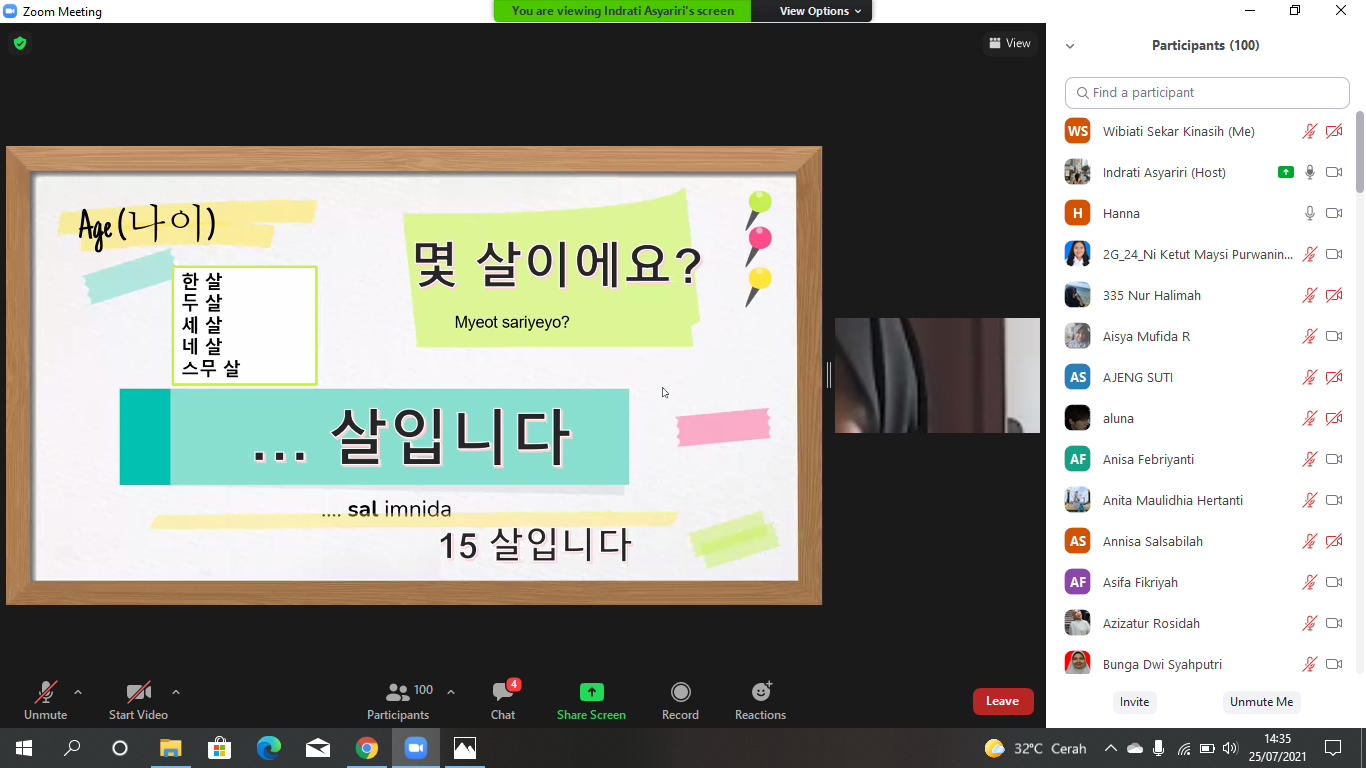 Zoom Meeting
You are viewing Indrati Asyariri's screen
View Options
View
Age (나이)
한 살
두 살
세 살
네 살
스무 살
몇 살이에요?
Myeot sariyeyo?
... 살입니다
.... sal imnida
15 살입니다
Participants (100)
Find a participant
WS Wibiati Sekar Kinasih (Me)
Indrati Asyariri (Host)
H Hanna
2G_24_Ni Ketut Maysi Purwanin...
335 Nur Halimah
Aisya Mufida R
AS AJENG SUTI
aluna
AF Anisa Febriyanti
Anita Maulidhia Hertanti
AS Annisa Salsabilah
AF Asifa Fikriyah
Azizatur Rosidah
Bunga Dwi Syahputri
Invite
Unmute Me
Unmute
Start Video
100
Participants
4
Chat
Share Screen
Record
Reactions
Leave
32°C Cerah
14:35
25/07/2021